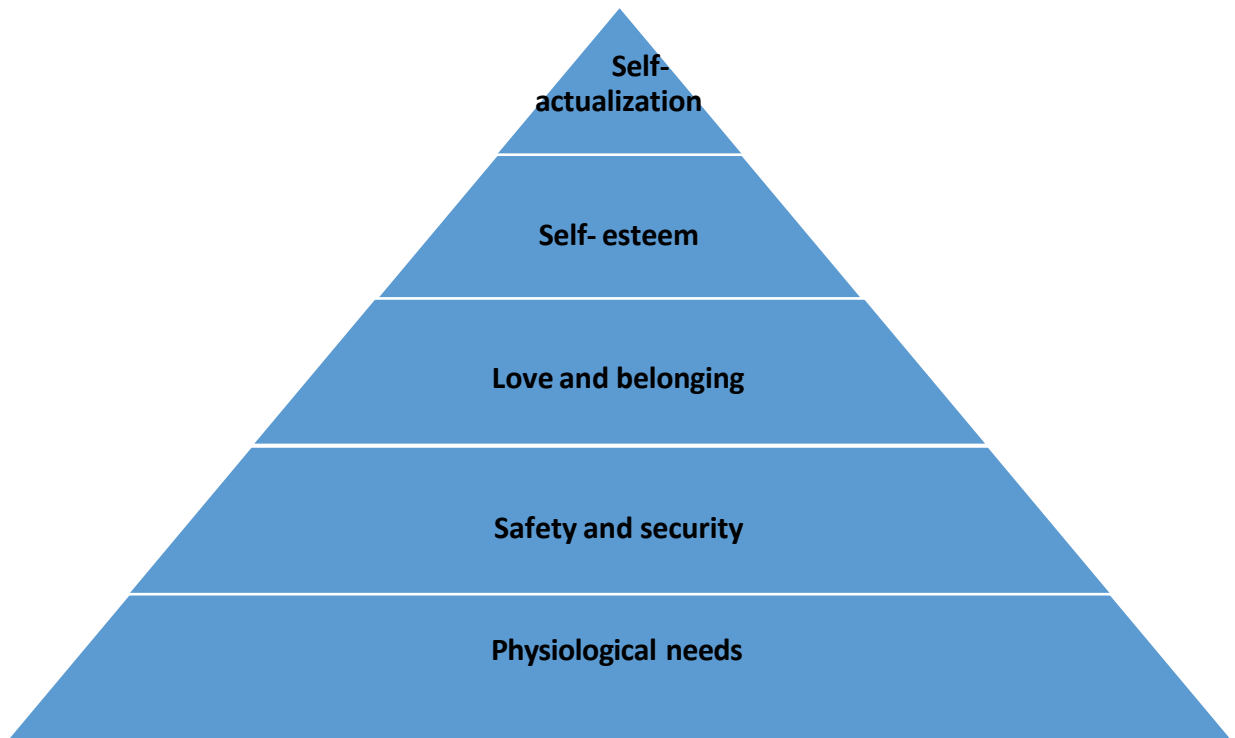 Self-
actualization
Self- esteem
Love and belonging
Safety and security
Physiological needs